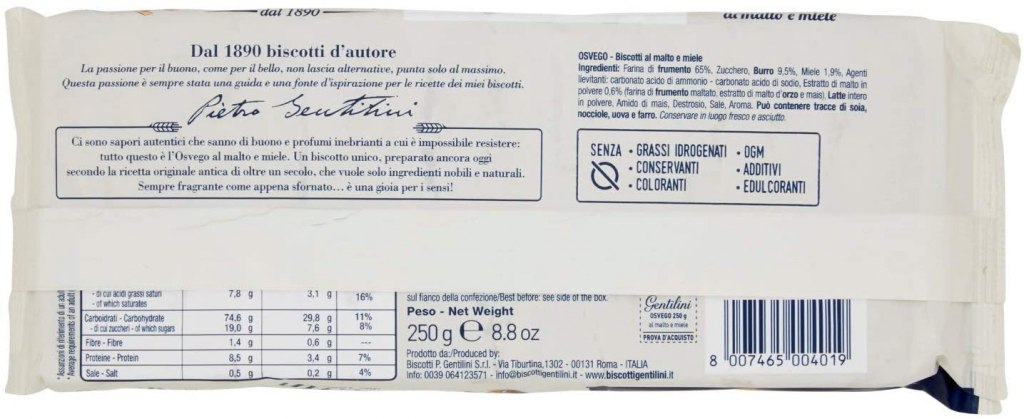 dal 1890
Dal 1890 biscotti d'autore
La passione per il buono, come per il bello, non lascia alternative, punta solo al massimo.
Questa passione è sempre stata una guida e una fonte d'ispirazione per le ricette dei miei biscotti.
Pietro Gentilini
Ci sono sapori autentici che sanno di buono e profumi inebrianti a cui è impossibile resistere:
tutto questo è l'Osvego al malto e miele. Un biscotto unico, preparato ancora oggi
secondo la ricetta originale antica di oltre un secolo, che vuole solo ingredienti nobili e naturali.
Sempre fragrante come appena sfornato... è una gioia per i sensi!
al malto e miele
OSVEGO - Biscotti al malto e miele
Ingredienti: Farina di frumento 65%, Zucchero, Burro 9,5%, Miele 1,9%, Agenti
lievitanti: carbonato acido di ammonio - carbonato acido di sodio, Estratto di malto in
polvere 0,6% (farina di frumento maltato, estratto di malto d'orzo e mais), Latte intero
in polvere, Amido di mais, Destrosio, Sale, Aroma. Può contenere tracce di soia,
nocciole, uova e farro. Conservare in luogo fresco e asciutto.
SENZA • GRASSI IDROGENATI • OGM
• CONSERVANTI • ADDITIVI
• COLORANTI • EDULCORANTI
- di cui acidi grassi saturi 7,8 g 3,1 g 16%
- of which saturates
Carboidrati - Carbohydrate 74,6 g 29,8 g 11%
- di cui zuccheri - of which sugars 19,0 g 7,6 g 8%
Fibre - Fibre 1,4 g 0,6 g ---
Proteine - Protein 8,5 g 3,4 g 7%
Sale - Salt 0,5 g 0,2 g 4%
sul fianco della confezione/Best before: see side of the box.
Peso - Net Weight
250 g e 8.8 oz
Prodotto da:/Produced by:
Biscotti P. Gentilini S.r.l. - Via Tiburtina,1302 - 00131 Roma - ITALIA
Info: 0039 064123571 - info@biscottigentilini.it - www.biscottigentilini.it
Gentilini
OSVEGO 250 g
al malto e miele
PROVA D'ACQUISTO
8 007465 004019